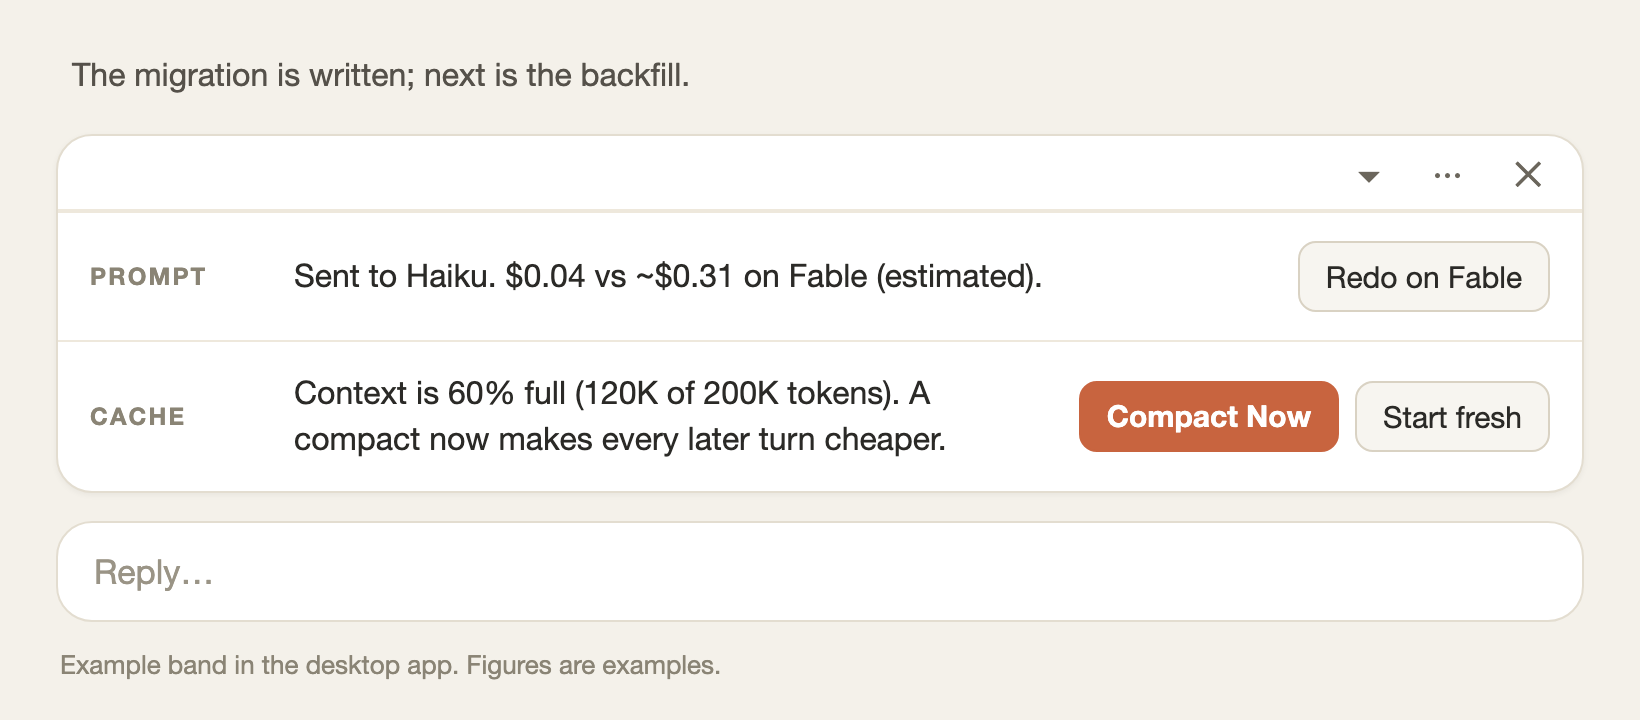 The migration is written; next is the backfill.
PROMPT
Sent to Haiku. $0.04 vs ~$0.31 on Fable (estimated).
Redo on Fable
CACHE
Context is 60% full (120K of 200K tokens). A
compact now makes every later turn cheaper.
Compact Now
Start fresh
Reply…
Example band in the desktop app. Figures are examples.